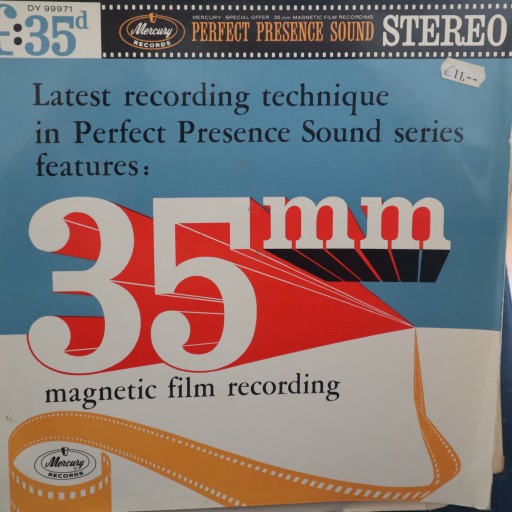 DY 99971
f:35d
Mercury
RECORDS
MERCURY · SPECIAL OFFER · 35 mm MAGNETIC FILM RECORDING
PERFECT PRESENCE SOUND
STEREO
€11.--
Latest recording technique
in Perfect Presence Sound series
features:
35mm
magnetic film recording
Mercury
RECORDS